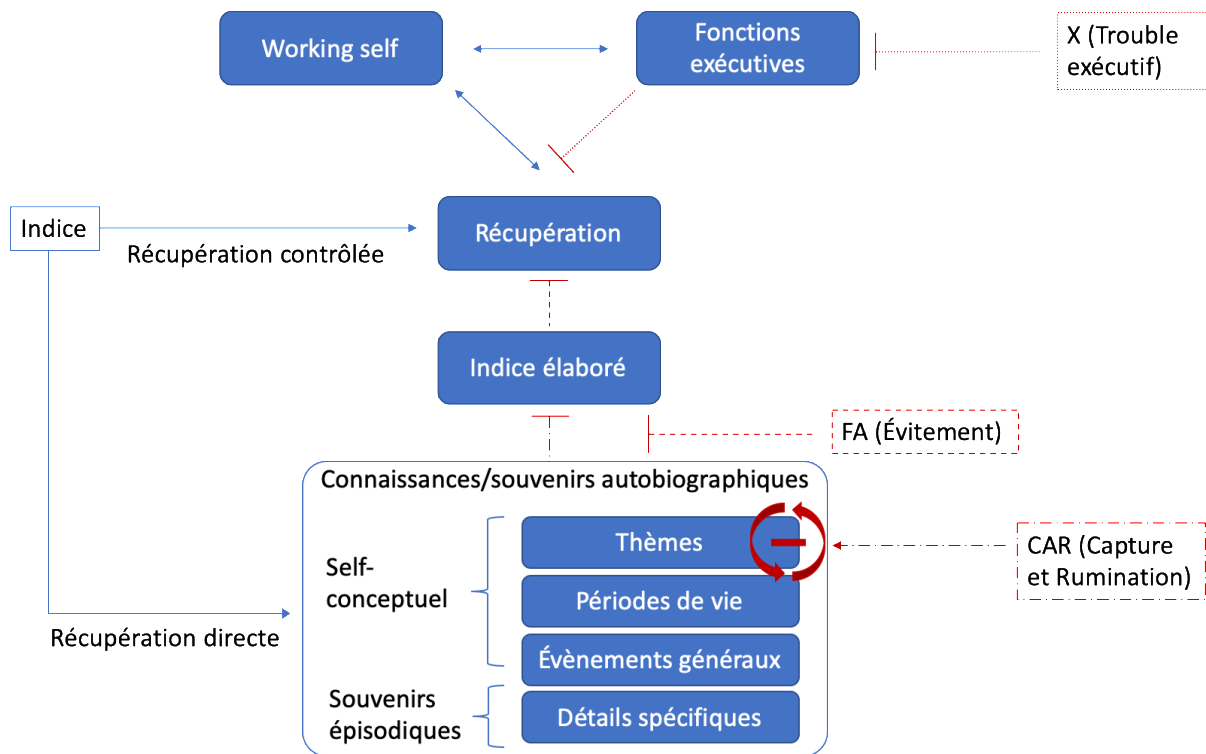 Working self
Fonctions
exécutives
X (Trouble
exécutif)
Indice
Récupération contrôlée
Récupération
Indice élaboré
FA (Évitement)
Connaissances/souvenirs autobiographiques
Self-
conceptuel
Thèmes
Périodes de vie
Évènements généraux
CAR (Capture
et Rumination)
Récupération directe
Souvenirs
épisodiques
Détails spécifiques